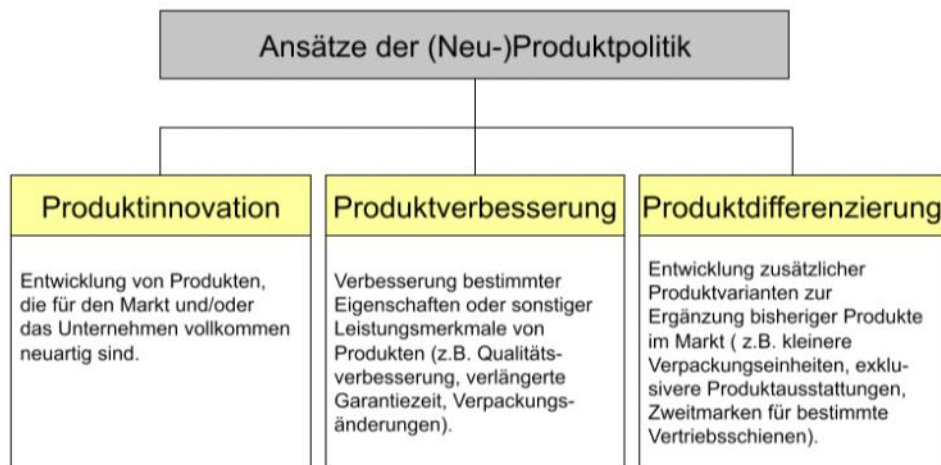 Ansätze der (Neu-)Produktpolitik
Produktinnovation
Entwicklung von Produkten,
die für den Markt und/oder
das Unternehmen vollkommen
neuartig sind.
Produktverbesserung
Verbesserung bestimmter
Eigenschaften oder sonstiger
Leistungsmerkmale von
Produkten (z.B. Qualitäts-
verbesserung, verlängerte
Garantiezeit, Verpackungs-
änderungen).
Produktdifferenzierung
Entwicklung zusätzlicher
Produktvarianten zur
Ergänzung bisheriger Produkte
im Markt ( z.B. kleinere
Verpackungseinheiten, exklu-
sivere Produktausstattungen,
Zweitmarken für bestimmte
Vertriebsschienen).